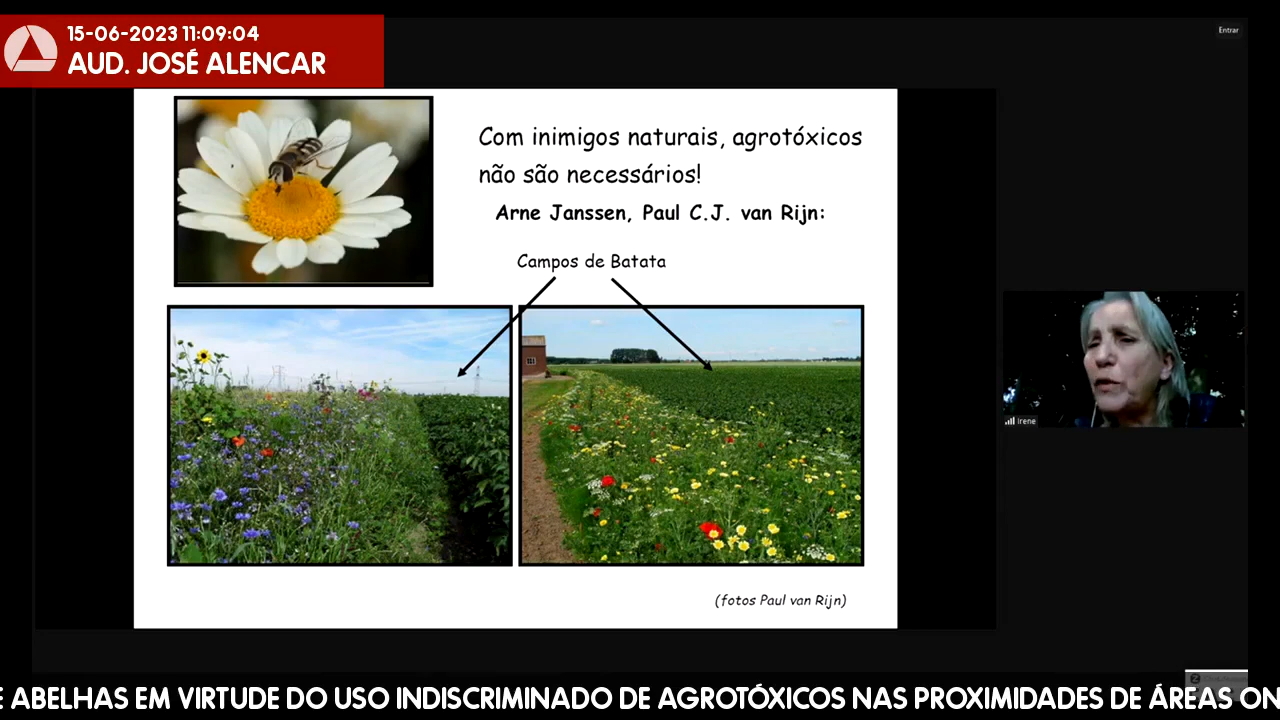 15-06-2023 11:09:04
AUD. JOSÉ ALENCAR
Entrar
Com inimigos naturais, agrotóxicos
não são necessários!
Arne Janssen, Paul C.J. van Rijn:
Campos de Batata
Irene
(fotos Paul van Rijn)
ABELHAS EM VIRTUDE DO USO INDISCRIMINADO DE AGROTÓXICOS NAS PROXIMIDADES DE ÁREAS